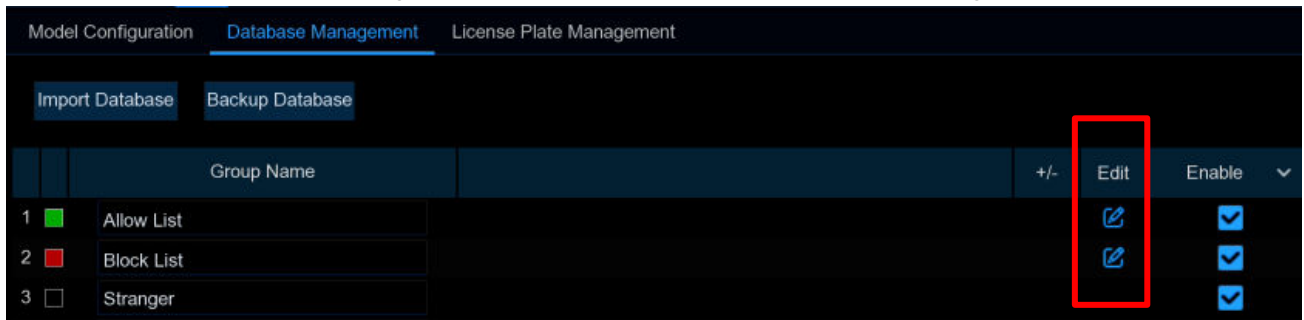 Model Configuration Database Management License Plate Management
Import Database Backup Database
Group Name +/- Edit Enable
1 Allow List
2 Block List
3 Stranger